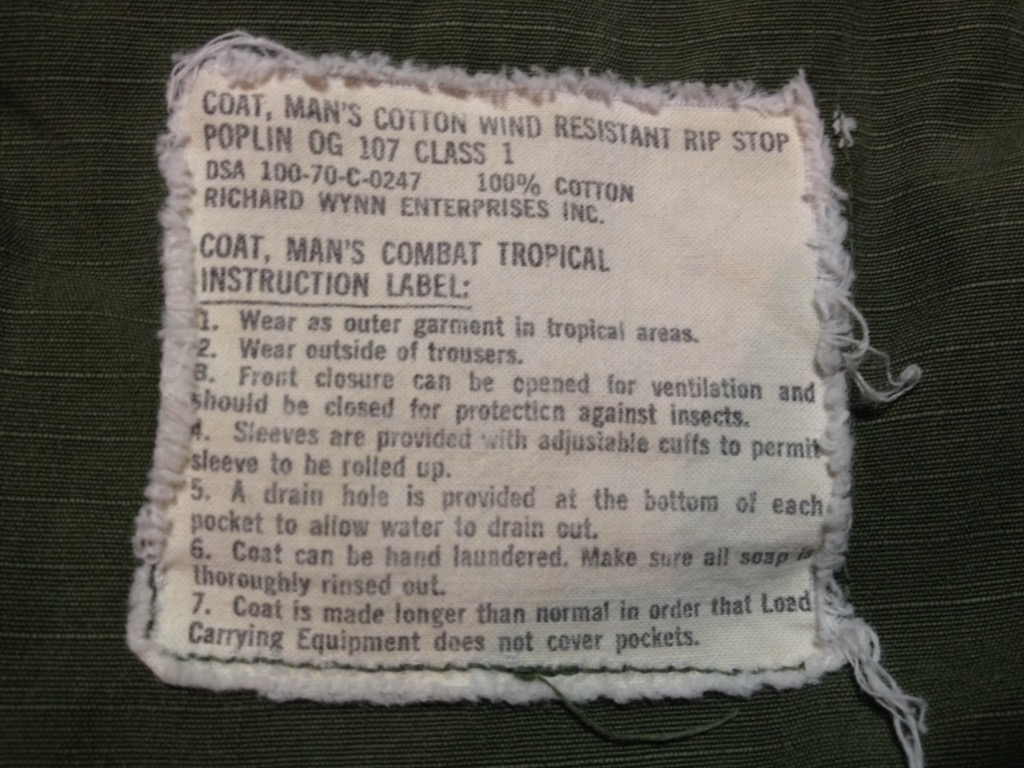 COAT, MAN'S COTTON WIND RESISTANT RIP STOP
POPLIN OG 107 CLASS 1
DSA 100-70-C-0247 100% COTTON
RICHARD WYNN ENTERPRISES INC.
COAT, MAN'S COMBAT TROPICAL
INSTRUCTION LABEL:
1. Wear as outer garment in tropical areas.
2. Wear outside of trousers.
3. Front closure can be opened for ventilation and
should be closed for protection against insects.
4. Sleeves are provided with adjustable cuffs to permit
sleeve to be rolled up.
5. A drain hole is provided at the bottom of each
pocket to allow water to drain out.
6. Coat can be hand laundered. Make sure all soap is
thoroughly rinsed out.
7. Coat is made longer than normal in order that Load
Carrying Equipment does not cover pockets.